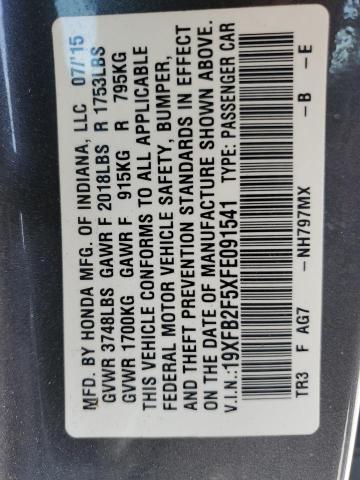 MFD. BY HONDA MFG. OF INDIANA, LLC 07/'15
GVWR 3748LBS GAWR F 2018LBS R 1753LBS
GVWR 1700KG GAWR F 915KG R 795KG
THIS VEHICLE CONFORMS TO ALL APPLICABLE
FEDERAL MOTOR VEHICLE SAFETY, BUMPER,
AND THEFT PREVENTION STANDARDS IN EFFECT
ON THE DATE OF MANUFACTURE SHOWN ABOVE.
V.I.N.:19XFB2F5XFE091541 TYPE: PASSENGER CAR
TR3 F AG7 -NH797MX -B -E